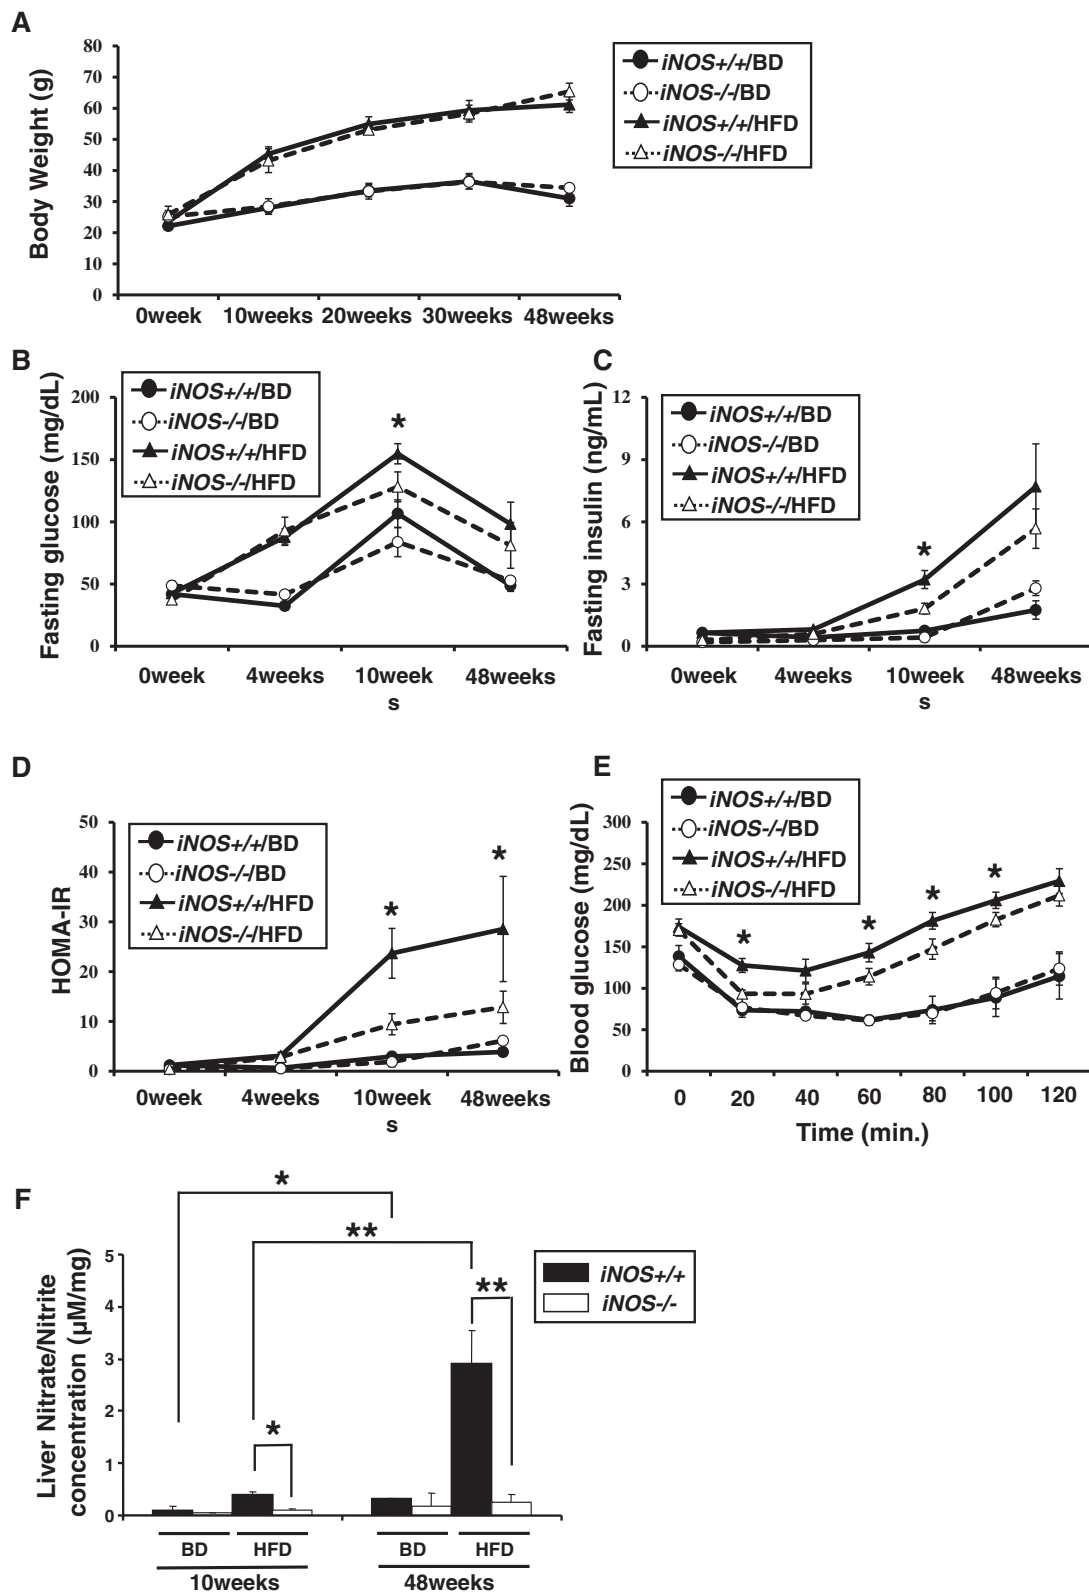 A
Body Weight (g)
80
70
60
50
40
30
20
10
0
0week 10weeks 20weeks 30weeks 48weeks
iNOS+/+/BD
iNOS-/-/BD
iNOS+/+/HFD
iNOS-/-/HFD
B
Fasting glucose (mg/dL)
200
150
100
50
0
iNOS+/+/BD
iNOS-/-/BD
iNOS+/+/HFD
iNOS-/-/HFD
*
0week 4weeks 10week 48weeks
s
C
Fasting insulin (ng/mL)
12
9
6
3
0
iNOS+/+/BD
iNOS-/-/BD
iNOS+/+/HFD
iNOS-/-/HFD
*
0week 4weeks 10week 48weeks
s
D
HOMA-IR
50
40
30
20
10
0
iNOS+/+/BD
iNOS-/-/BD
iNOS+/+/HFD
iNOS-/-/HFD
* *
0week 4weeks 10week 48weeks
s
E
Blood glucose (mg/dL)
300
250
200
150
100
50
0
iNOS+/+/BD
iNOS-/-/BD
iNOS+/+/HFD
iNOS-/-/HFD
* * * *
0 20 40 60 80 100 120
Time (min.)
F
Liver Nitrate/Nitrite
concentration (µM/mg)
5
4
3
2
1
0
*
**
**
*
iNOS+/+
iNOS-/-
BD HFD BD HFD
10weeks 48weeks